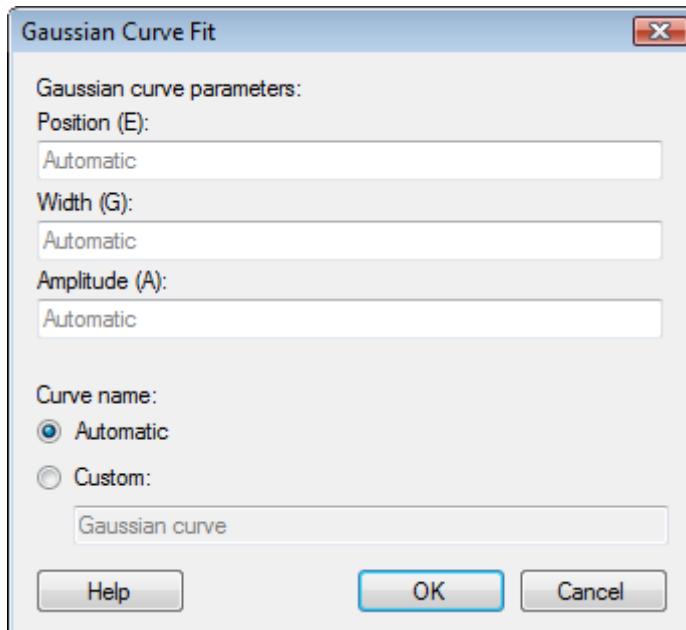 Gaussian Curve Fit
Gaussian curve parameters:
Position (E):
Automatic
Width (G):
Automatic
Amplitude (A):
Automatic
Curve name:
Automatic
Custom:
Gaussian curve
Help OK Cancel